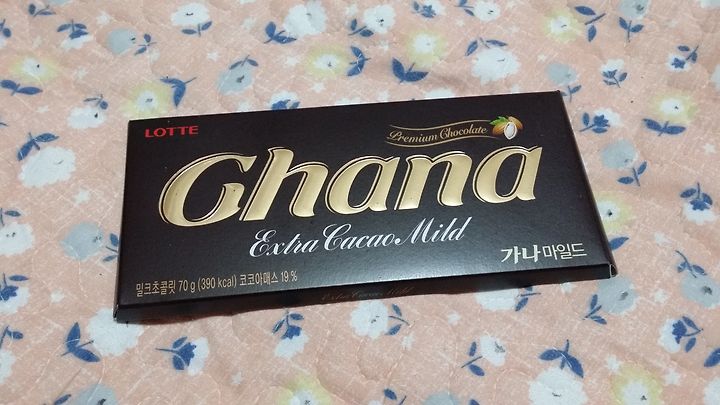 LOTTE
Premium Chocolate
Ghana
Extra Cacao Mild
가나마일드
밀크초콜릿 70 g (390 kcal) 코코아매스 19 %
Extra Cacao Mild